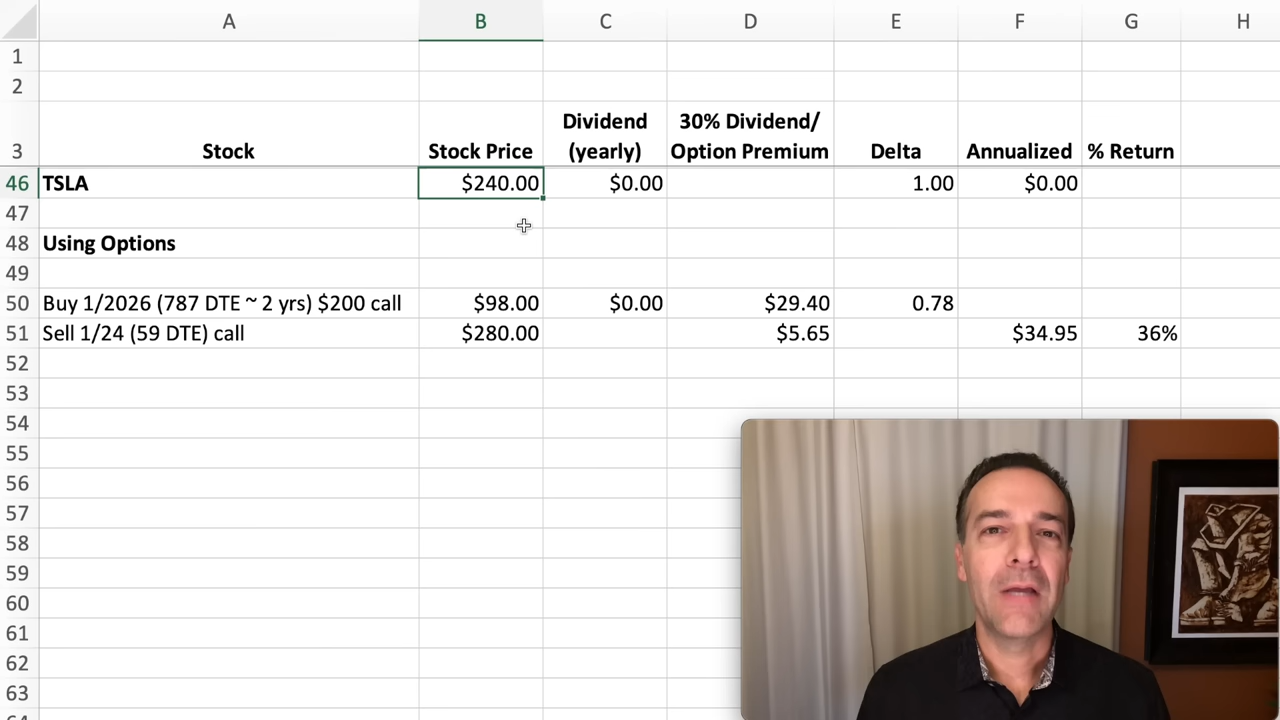 A B C D E F G H
1
2
3 Stock Stock Price Dividend (yearly) 30% Dividend/ Option Premium Delta Annualized % Return
46 TSLA $240.00 $0.00 1.00 $0.00
47
48 Using Options
49
50 Buy 1/2026 (787 DTE ~ 2 yrs) $200 call $98.00 $0.00 $29.40 0.78
51 Sell 1/24 (59 DTE) call $280.00 $5.65 $34.95 36%
52
53
54
55
56
57
58
59
60
61
62
63
64